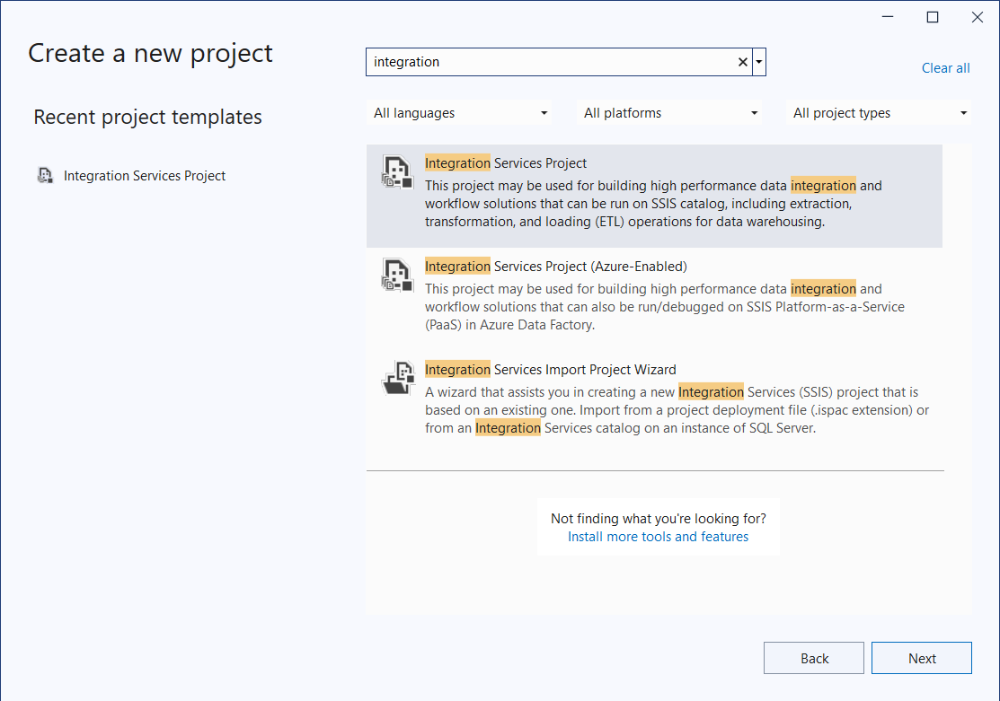 Create a new project
Recent project templates
Integration Services Project
integration
Clear all
All languages
All platforms
All project types
Integration Services Project
This project may be used for building high performance data integration and
workflow solutions that can be run on SSIS catalog, including extraction,
transformation, and loading (ETL) operations for data warehousing.
Integration Services Project (Azure-Enabled)
This project may be used for building high performance data integration and
workflow solutions that can also be run/debugged on SSIS Platform-as-a-Service
(PaaS) in Azure Data Factory.
Integration Services Import Project Wizard
A wizard that assists you in creating a new Integration Services (SSIS) project that is
based on an existing one. Import from a project deployment file (.ispac extension) or
from an Integration Services catalog on an instance of SQL Server.
Not finding what you're looking for?
Install more tools and features
Back
Next